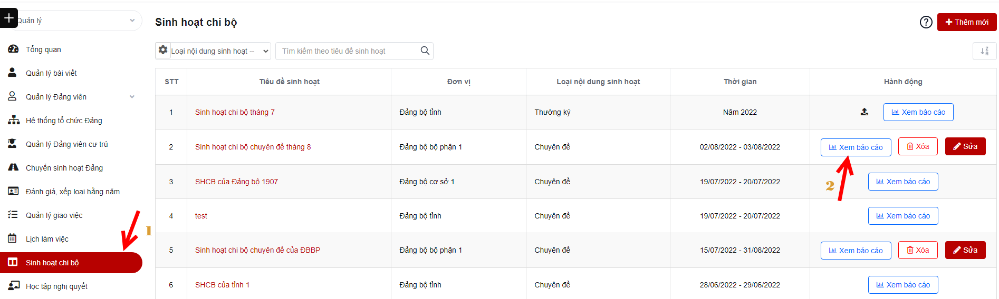 Quản lý
Tổng quan
Quản lý bài viết
Quản lý Đảng viên
Hệ thống tổ chức Đảng
Quản lý Đảng viên cư trú
Chuyển sinh hoạt Đảng
Đánh giá, xếp loại hằng năm
Quản lý giao việc
Lịch làm việc
1
Sinh hoạt chi bộ
Học tập nghị quyết
Sinh hoạt chi bộ
? Thêm mới
Loại nội dung sinh hoạt -- Tìm kiếm theo tiêu đề sinh hoạt
STT Tiêu đề sinh hoạt Đơn vị Loại nội dung sinh hoạt Thời gian Hành động
1 Sinh hoạt chi bộ tháng 7 Đảng bộ tỉnh Thường kỳ Năm 2022 Xem báo cáo
2 Sinh hoạt chi bộ chuyên đề tháng 8 Đảng bộ bộ phận 1 Chuyên đề 02/08/2022 - 03/08/2022 Xem báo cáo Xóa Sửa
3 SHCB của Đảng bộ 1907 Đảng bộ cơ sở 1 Chuyên đề 19/07/2022 - 20/07/2022 2 Xem báo cáo
4 test Đảng bộ tỉnh Chuyên đề 19/07/2022 - 20/07/2022 Xem báo cáo
5 Sinh hoạt chi bộ chuyên đề của ĐBBP Đảng bộ bộ phận 1 Chuyên đề 15/07/2022 - 31/08/2022 Xem báo cáo Xóa Sửa
6 SHCB của tỉnh 1 Đảng bộ tỉnh Chuyên đề 28/06/2022 - 29/06/2022 Xem báo cáo